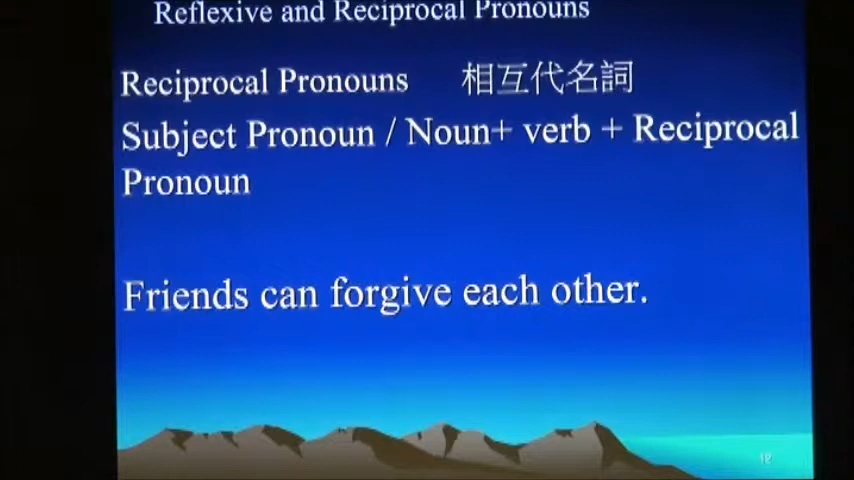 Reflexive and Reciprocal Pronouns
Reciprocal Pronouns 相互代名詞
Subject Pronoun / Noun+ verb + Reciprocal
Pronoun
Friends can forgive each other.
18